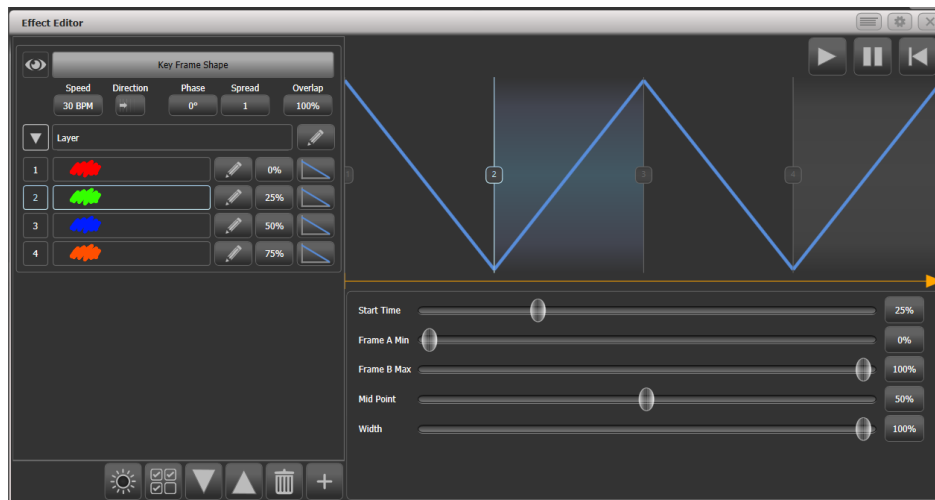 Effect Editor
Key Frame Shape
Speed Direction Phase Spread Overlap
30 BPM 0° 1 100%
Layer
1 0%
2 25%
3 50%
4 75%
2 3 4
Start Time 25%
Frame A Min 0%
Frame B Max 100%
Mid Point 50%
Width 100%